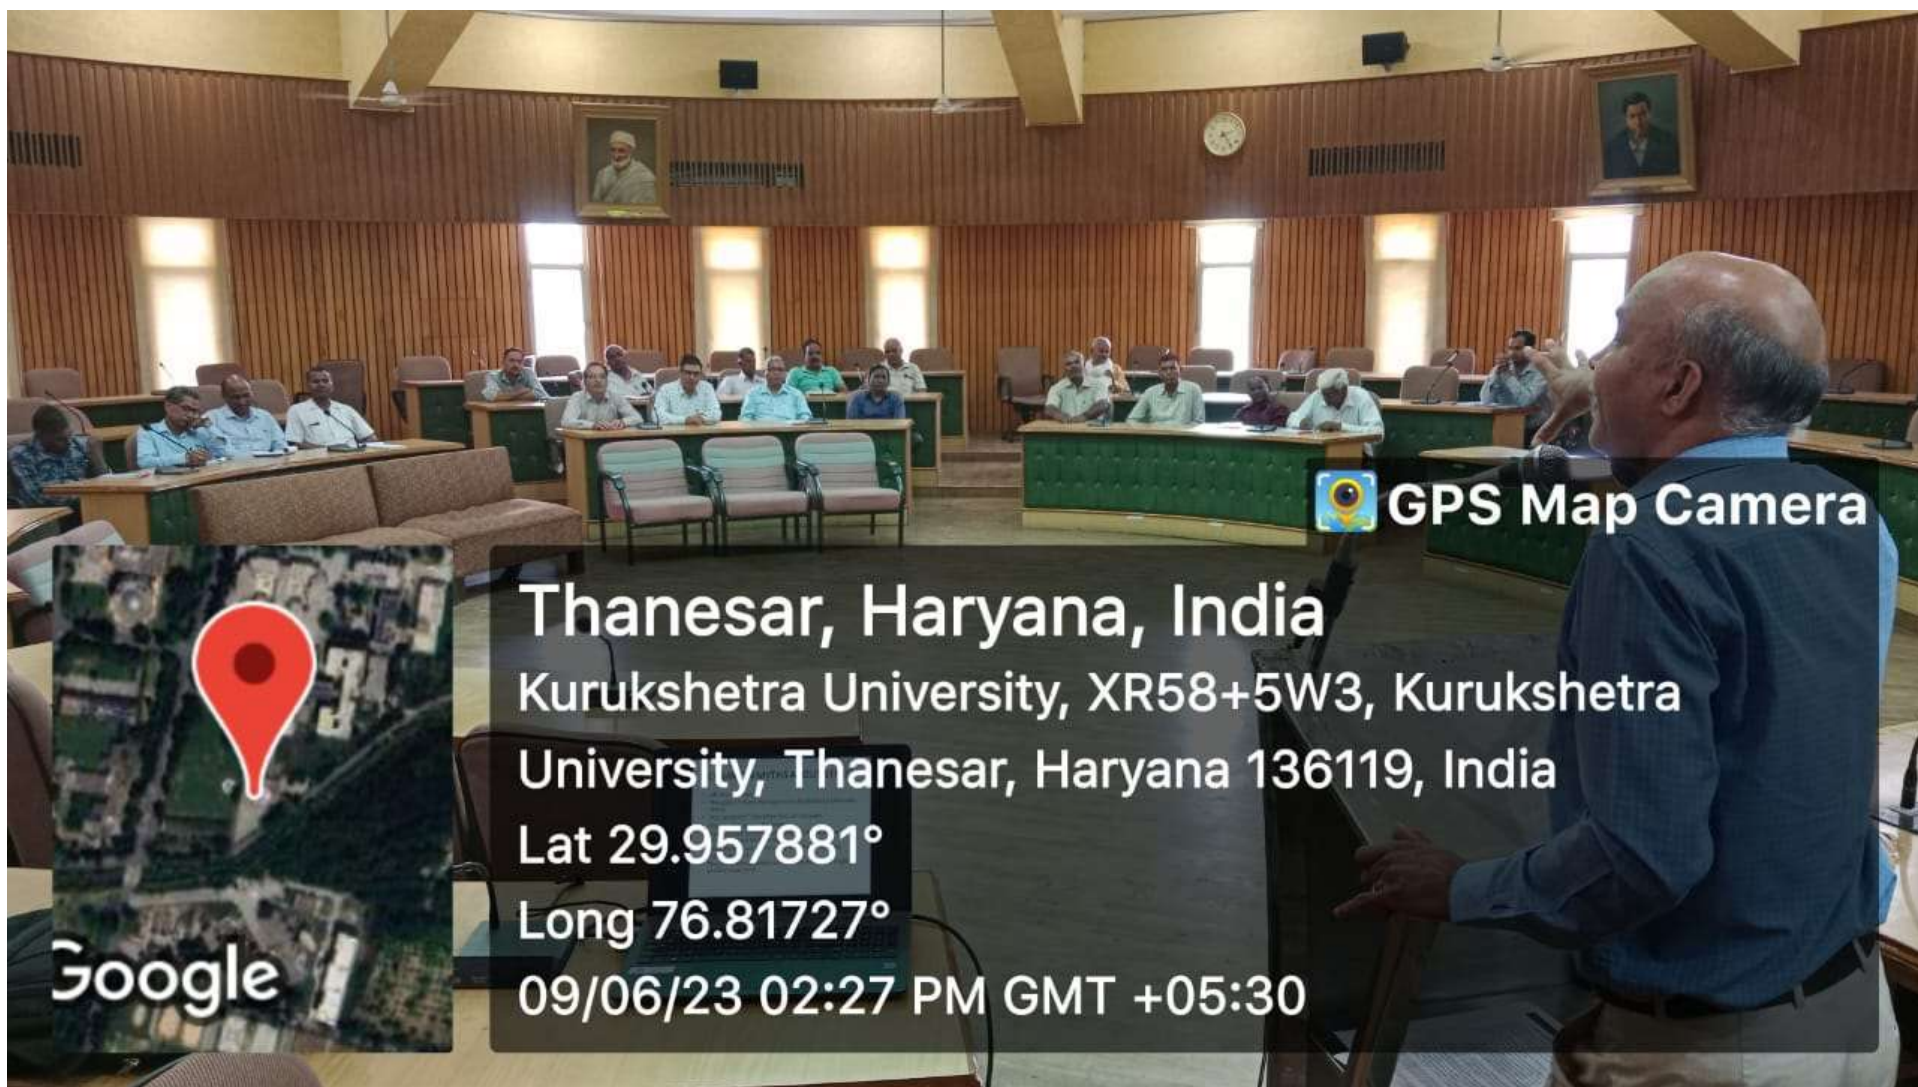 GPS Map Camera
Thanesar, Haryana, India
Kurukshetra University, XR58+5W3, Kurukshetra
University, Thanesar, Haryana 136119, India
Lat 29.957881°
Long 76.81727°
09/06/23 02:27 PM GMT +05:30
Google